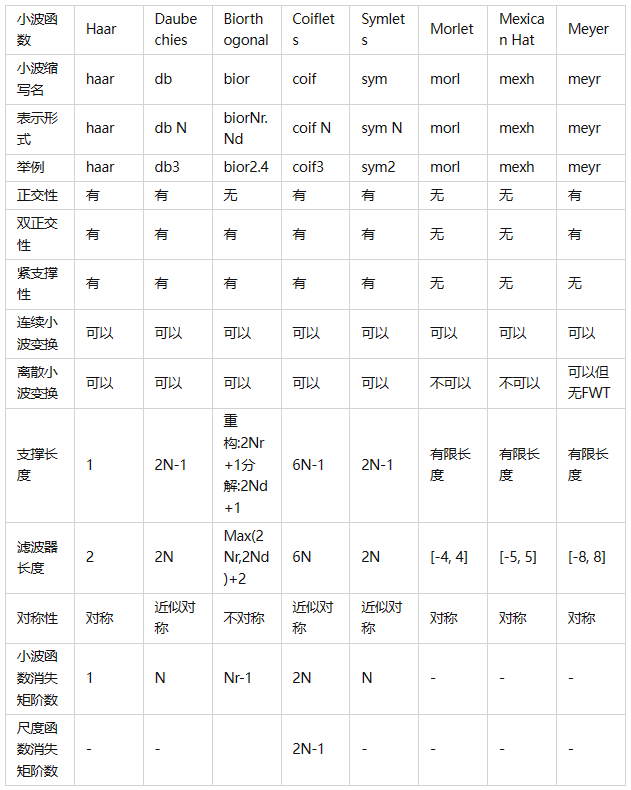 小波函数 Haar Daubechies Biorthogonal Coiflets Symlets Morlet Mexican Hat Meyer
小波缩写名 haar db bior coif sym morl mexh meyr
表示形式 haar db N biorNr.Nd coif N sym N morl mexh meyr
举例 haar db3 bior2.4 coif3 sym2 morl mexh meyr
正交性 有 有 无 有 有 无 无 有
双正交性 有 有 有 有 有 无 无 有
紧支撑性 有 有 有 有 有 无 无 无
连续小波变换 可以 可以 可以 可以 可以 可以 可以 可以
离散小波变换 可以 可以 可以 可以 可以 不可以 不可以 可以但无FWT
支撑长度 1 2N-1 重构:2Nr+1分解:2Nd+1 6N-1 2N-1 有限长度 有限长度 有限长度
滤波器长度 2 2N Max(2Nr,2Nd)+2 6N 2N [-4, 4] [-5, 5] [-8, 8]
对称性 对称 近似对称 不对称 近似对称 近似对称 对称 对称 对称
小波函数消失矩阶数 1 N Nr-1 2N N - - -
尺度函数消失矩阶数 - - 2N-1 - - - -